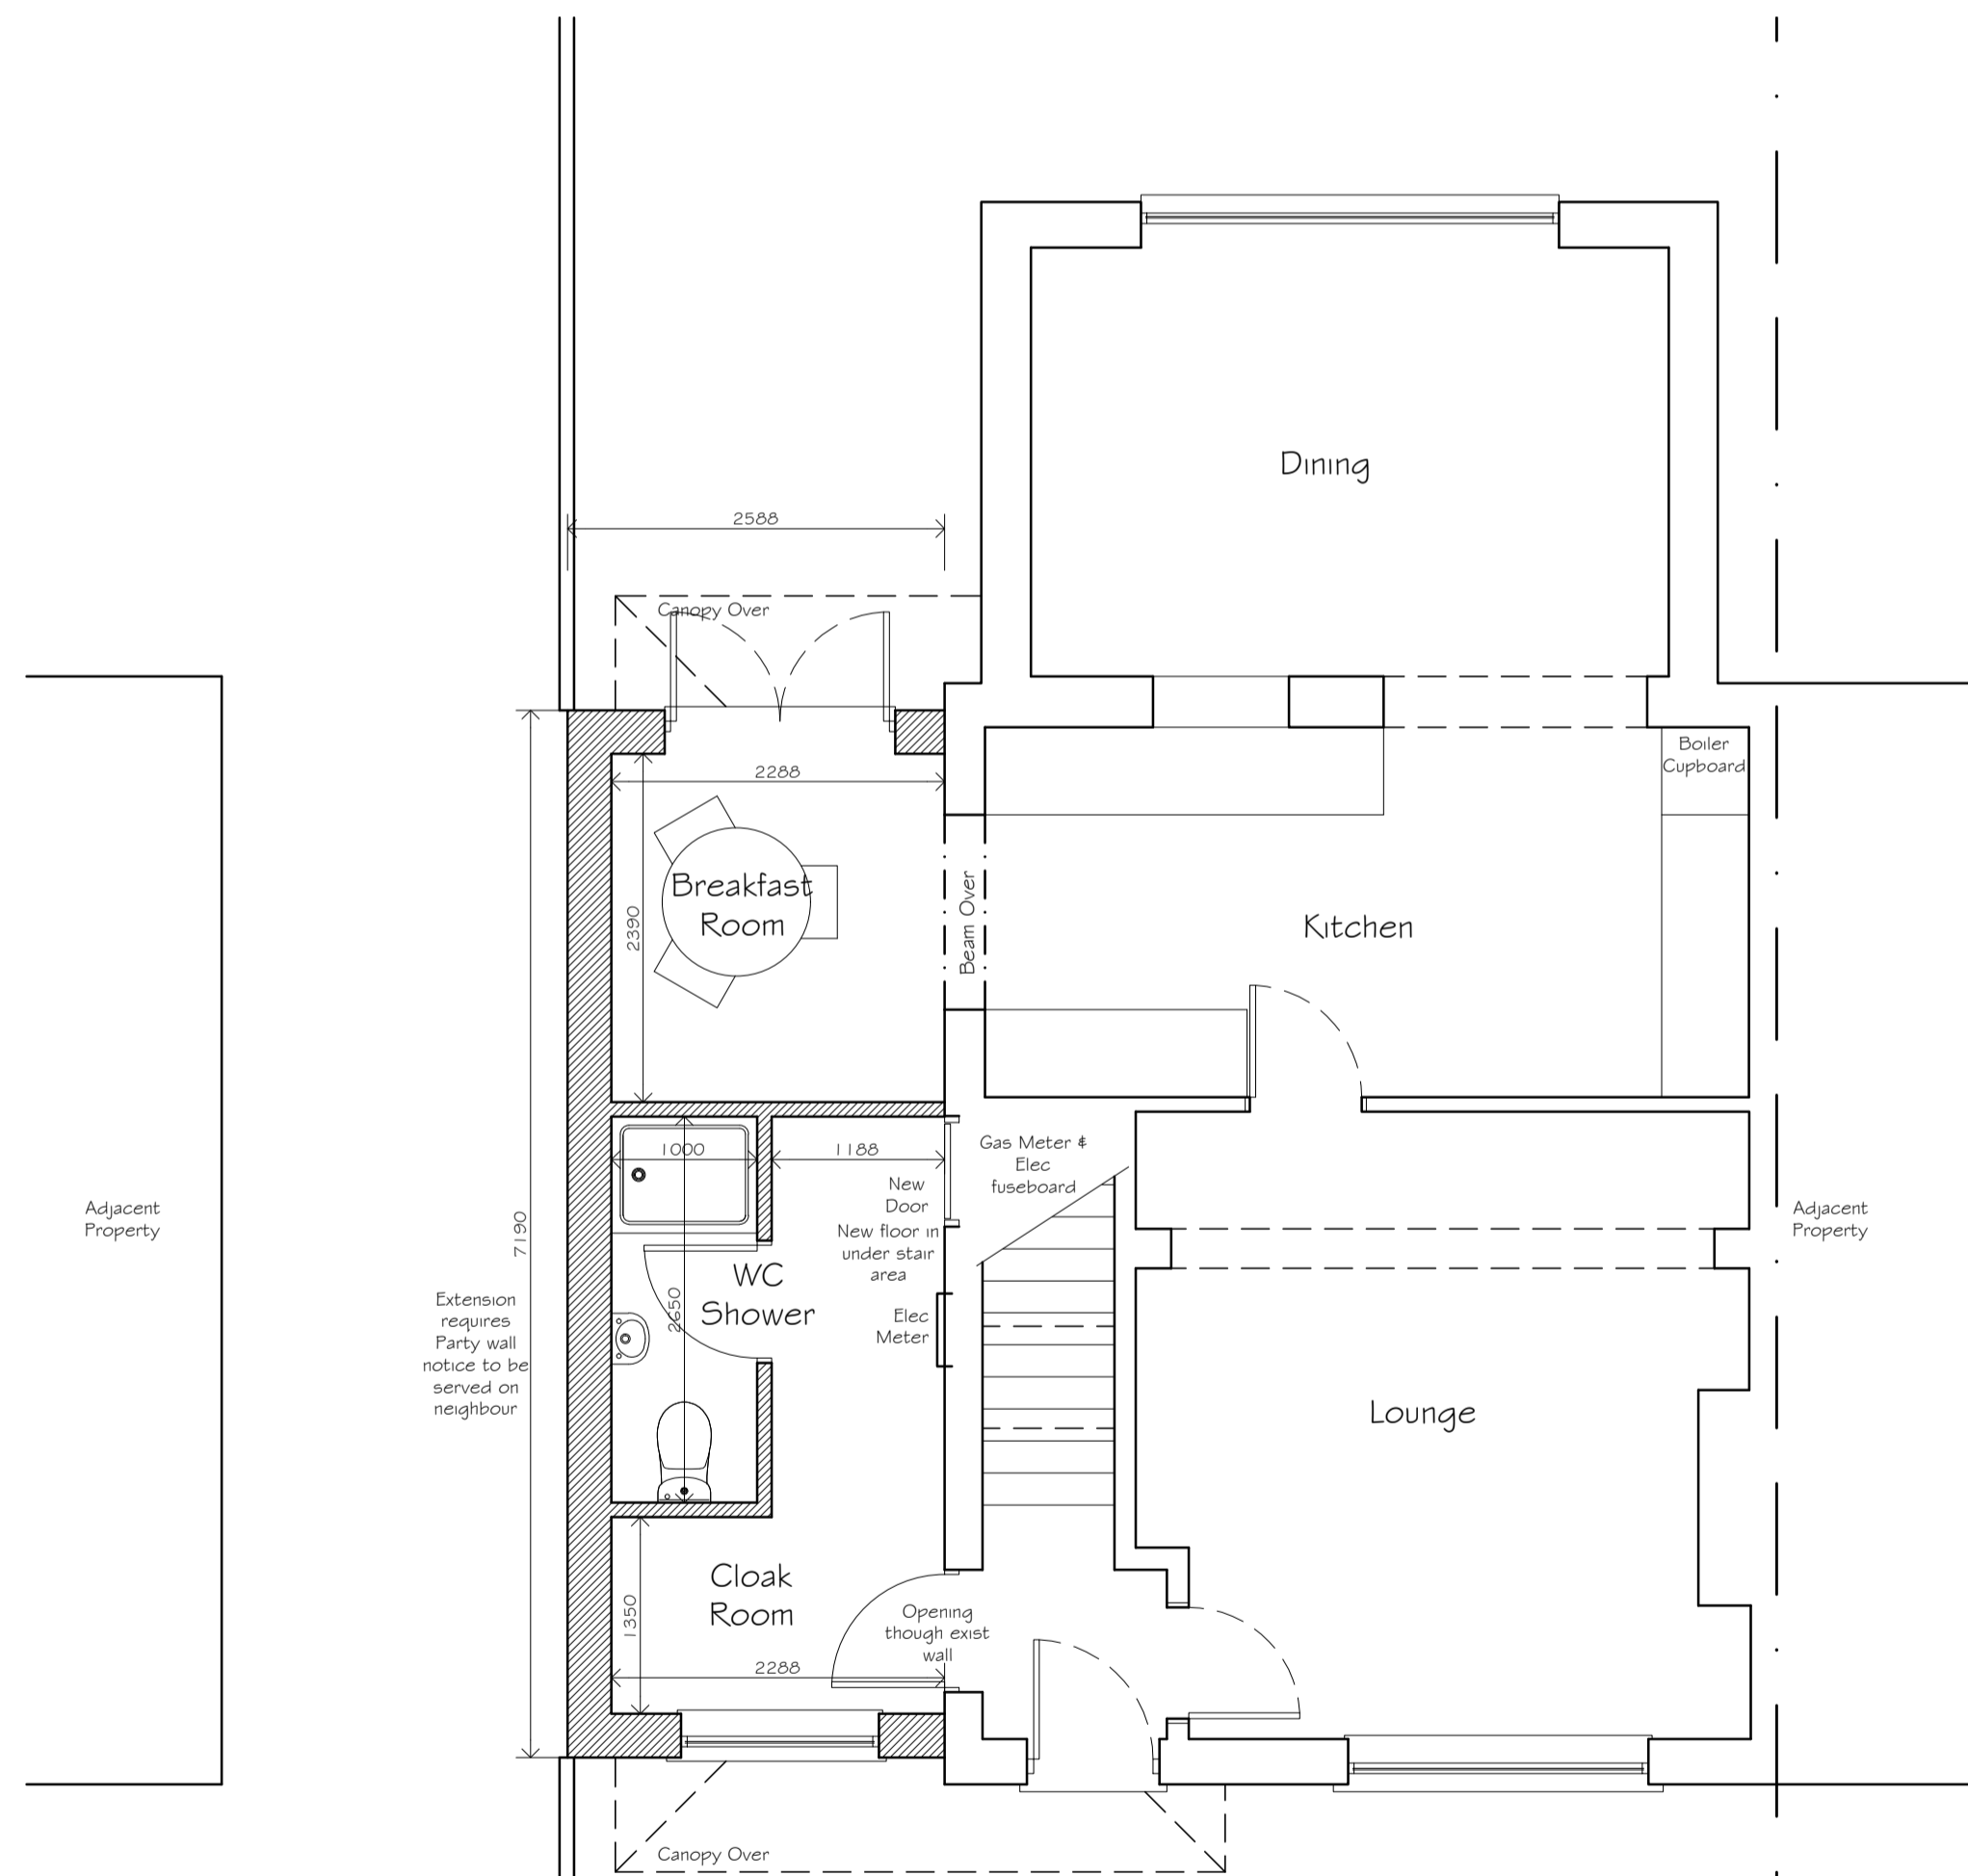 Dining
2588
Canopy Over
Boiler
Cupboard
2288
Breakfast
Room
2390
Beam Over
Kitchen
Gas Meter &
Elec
fuseboard
1000
1188
New
Door
New floor in
under stair
area
Adjacent
Property
7190
Adjacent
Property
WC
Shower
2650
Elec
Meter
Extension
requires
Party wall
notice to be
served on
neighbour
Lounge
Cloak
Room
1350
Opening
though exist
wall
2288
Canopy Over